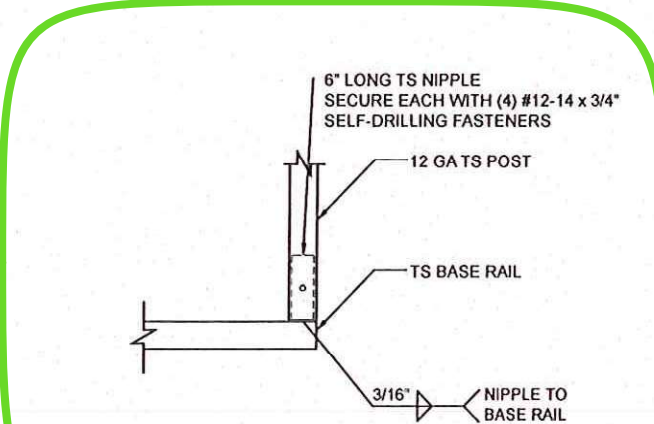 6" LONG TS NIPPLE
SECURE EACH WITH (4) #12-14 x 3/4"
SELF-DRILLING FASTENERS
12 GA TS POST
TS BASE RAIL
3/16"
NIPPLE TO
BASE RAIL